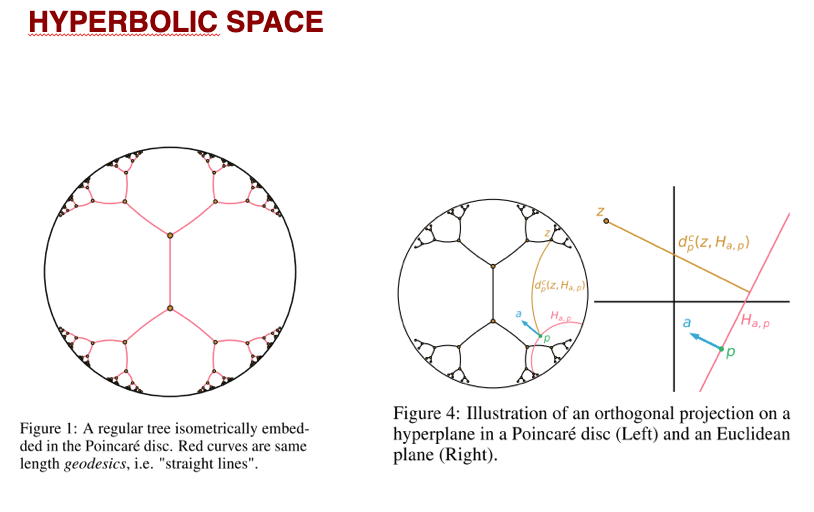 HYPERBOLIC SPACE
Figure 1: A regular tree isometrically embed-
ded in the Poincaré disc. Red curves are same
length geodesics, i.e. "straight lines".
z
d_p^c(z, H_{a,p})
a
H_{a,p}
p
z
d_p^c(z, H_{a,p})
a
H_{a,p}
p
Figure 4: Illustration of an orthogonal projection on a
hyperplane in a Poincaré disc (Left) and an Euclidean
plane (Right).